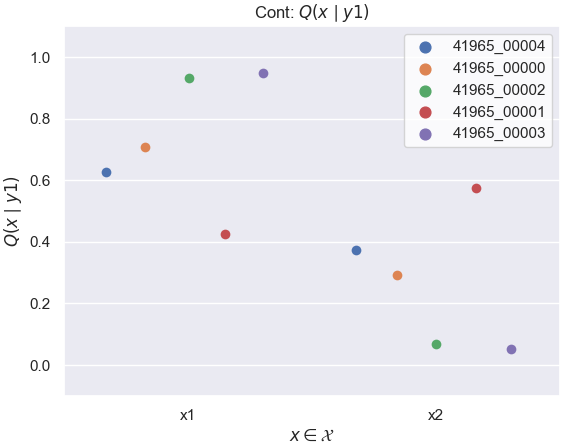 Cont: Q(x | y1)
41965_00004
41965_00000
41965_00002
41965_00001
41965_00003
Q(x | y1)
1.0
0.8
0.6
0.4
0.2
0.0
x1 x2
x ∈ 𝒳